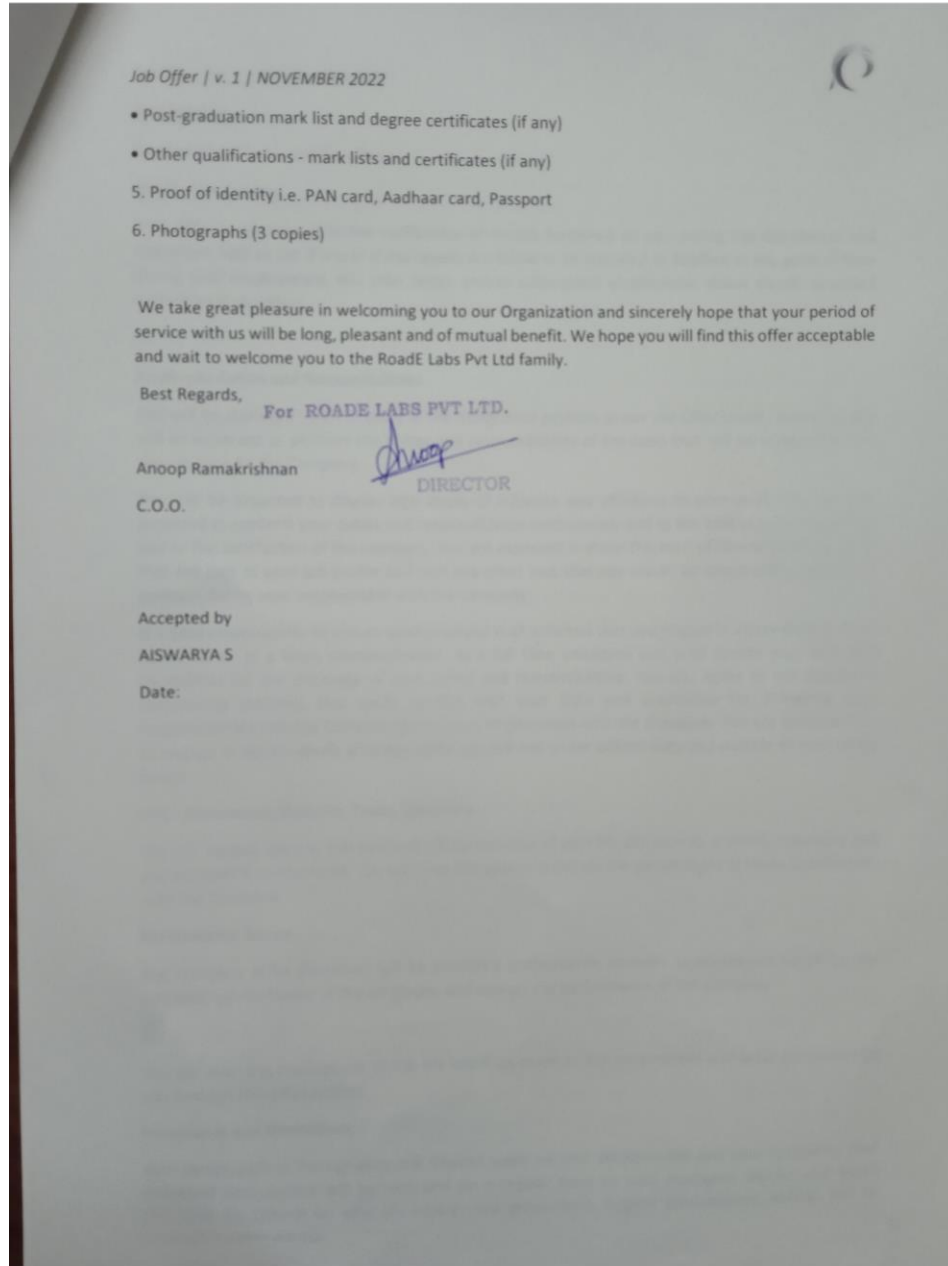 Job Offer | v. 1 | NOVEMBER 2022
• Post-graduation mark list and degree certificates (if any)
• Other qualifications - mark lists and certificates (if any)
5. Proof of identity i.e. PAN card, Aadhaar card, Passport
6. Photographs (3 copies)
We take great pleasure in welcoming you to our Organization and sincerely hope that your period of
service with us will be long, pleasant and of mutual benefit. We hope you will find this offer acceptable
and wait to welcome you to the RoadE Labs Pvt Ltd family.
Best Regards,
For ROADE LABS PVT LTD.
Anoop
Anoop Ramakrishnan
DIRECTOR
C.O.O.
Accepted by
AISWARYA S
Date: